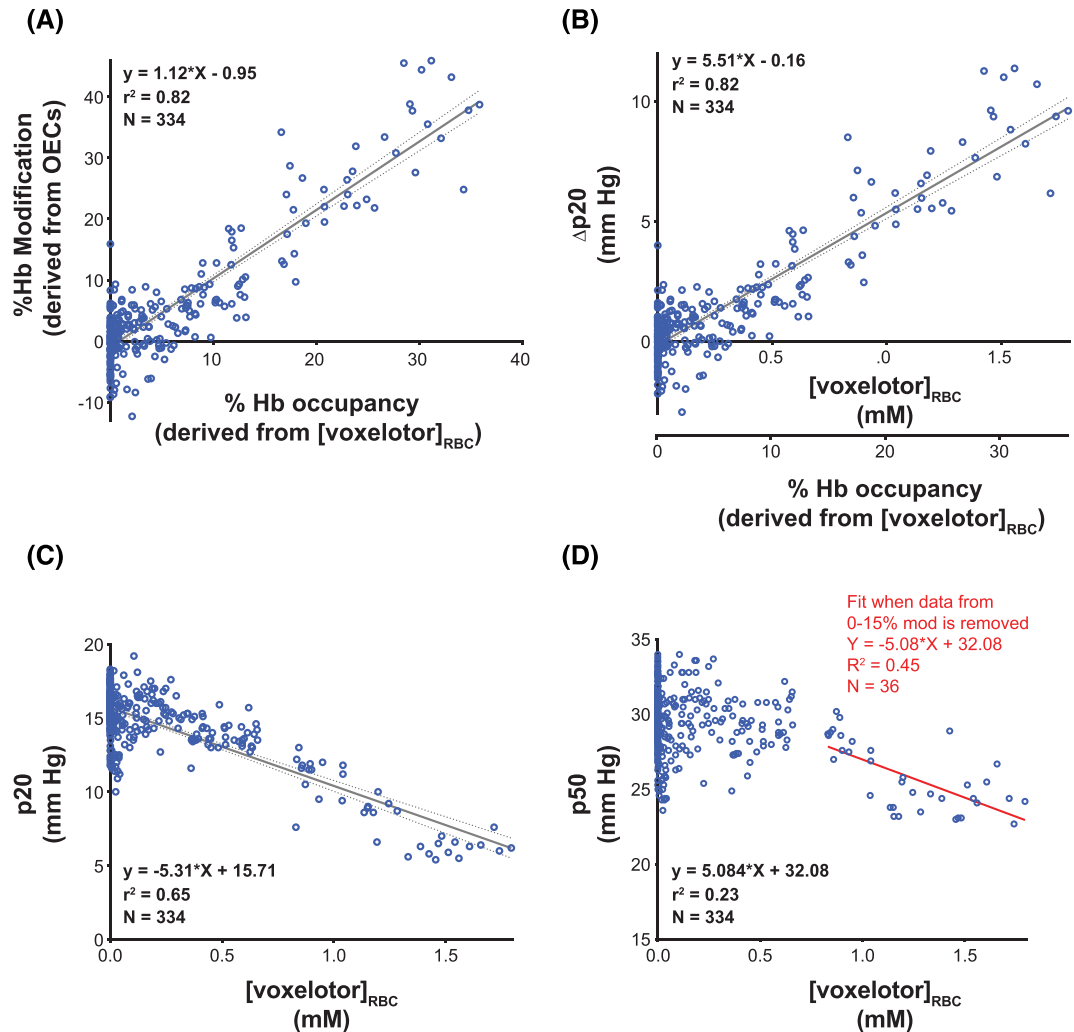 (A)
y = 1.12*X - 0.95
r² = 0.82
N = 334
%Hb Modification
(derived from OECs)
40
30
20
10
0
-10
10
20
30
40
% Hb occupancy
(derived from [voxelotor]RBC)
(B)
y = 5.51*X - 0.16
r² = 0.82
N = 334
Δp20
(mm Hg)
10
5
0
0.5
.0
1.5
[voxelotor]RBC
(mM)
0
10
20
30
% Hb occupancy
(derived from [voxelotor]RBC)
(C)
p20
(mm Hg)
20
15
10
5
0
y = -5.31*X + 15.71
r² = 0.65
N = 334
0.0
0.5
1.0
1.5
[voxelotor]RBC
(mM)
(D)
Fit when data from
0-15% mod is removed
Y = -5.08*X + 32.08
R² = 0.45
N = 36
p50
(mm Hg)
35
30
25
20
15
y = 5.084*X + 32.08
r² = 0.23
N = 334
0.0
0.5
1.0
1.5
[voxelotor]RBC
(mM)